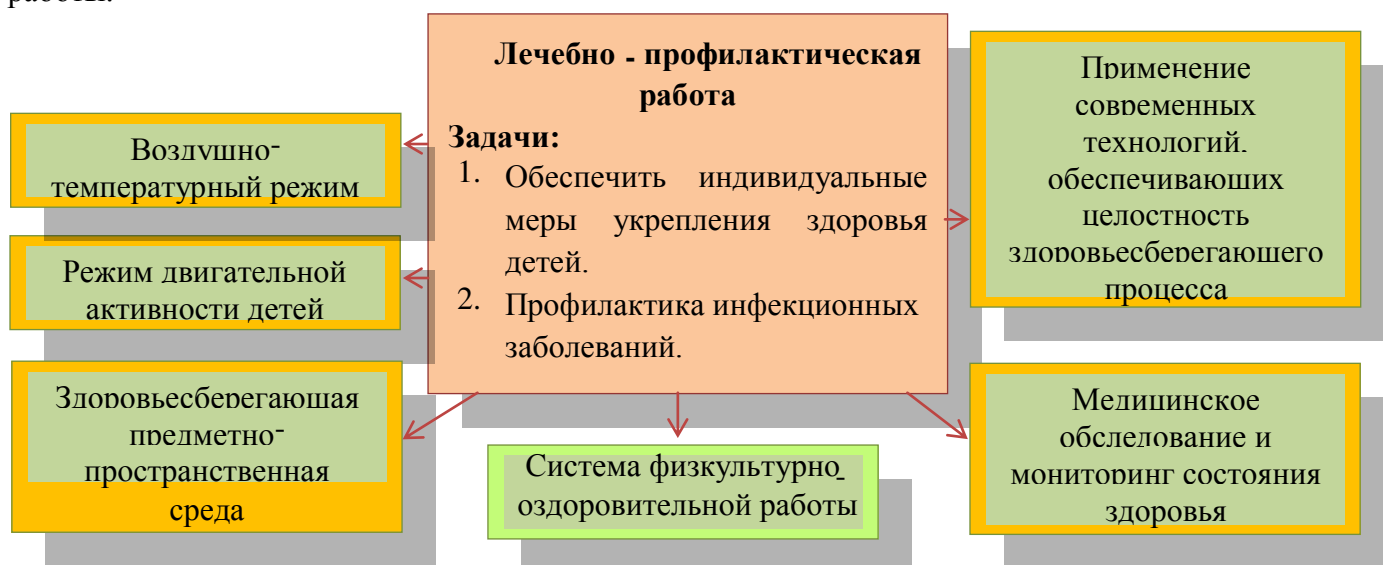 Лечебно - профилактическая
работа
Задачи:
1. Обеспечить индивидуальные
меры укрепления здоровья
детей.
2. Профилактика инфекционных
заболеваний.
Воздушно-
температурный режим
Режим двигательной
активности детей
Здоровьесберегающая
предметно-
пространственная
среда
Система физкультурно-
оздоровительной работы
Применение
современных
технологий,
обеспечивающих
целостность
здоровьесберегающего
процесса
Медицинское
обследование и
мониторинг состояния
здоровья